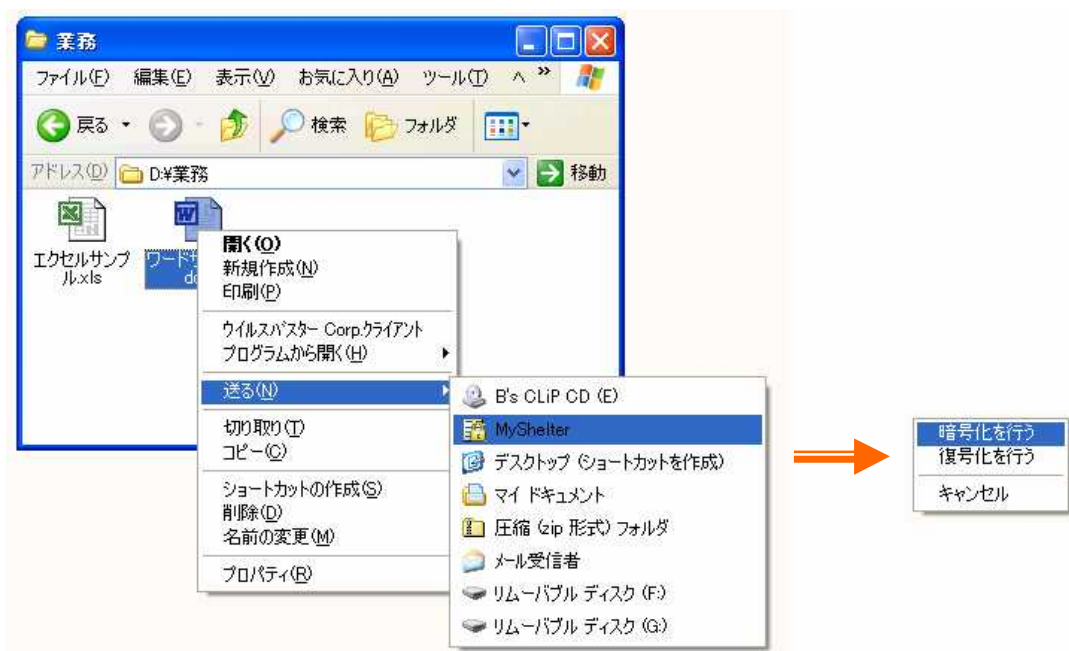 業務
ファイル(F) 編集(E) 表示(V) お気に入り(A) ツール(T) ヘ »
戻る 検索 フォルダ
アドレス(D) D:¥業務 移動
エクセルサンプ
ル.xls
ワードサ
do
開く(O)
新規作成(N)
印刷(P)
ウイルスバスター Corp.クライアント
プログラムから開く(H)
送る(N)
切り取り(T)
コピー(C)
ショートカットの作成(S)
削除(D)
名前の変更(M)
プロパティ(R)
B's CLiP CD (E)
MyShelter
デスクトップ (ショートカットを作成)
マイ ドキュメント
圧縮 (zip 形式) フォルダ
メール受信者
リムーバブル ディスク (F:)
リムーバブル ディスク (G:)
暗号化を行う
復号化を行う
キャンセル